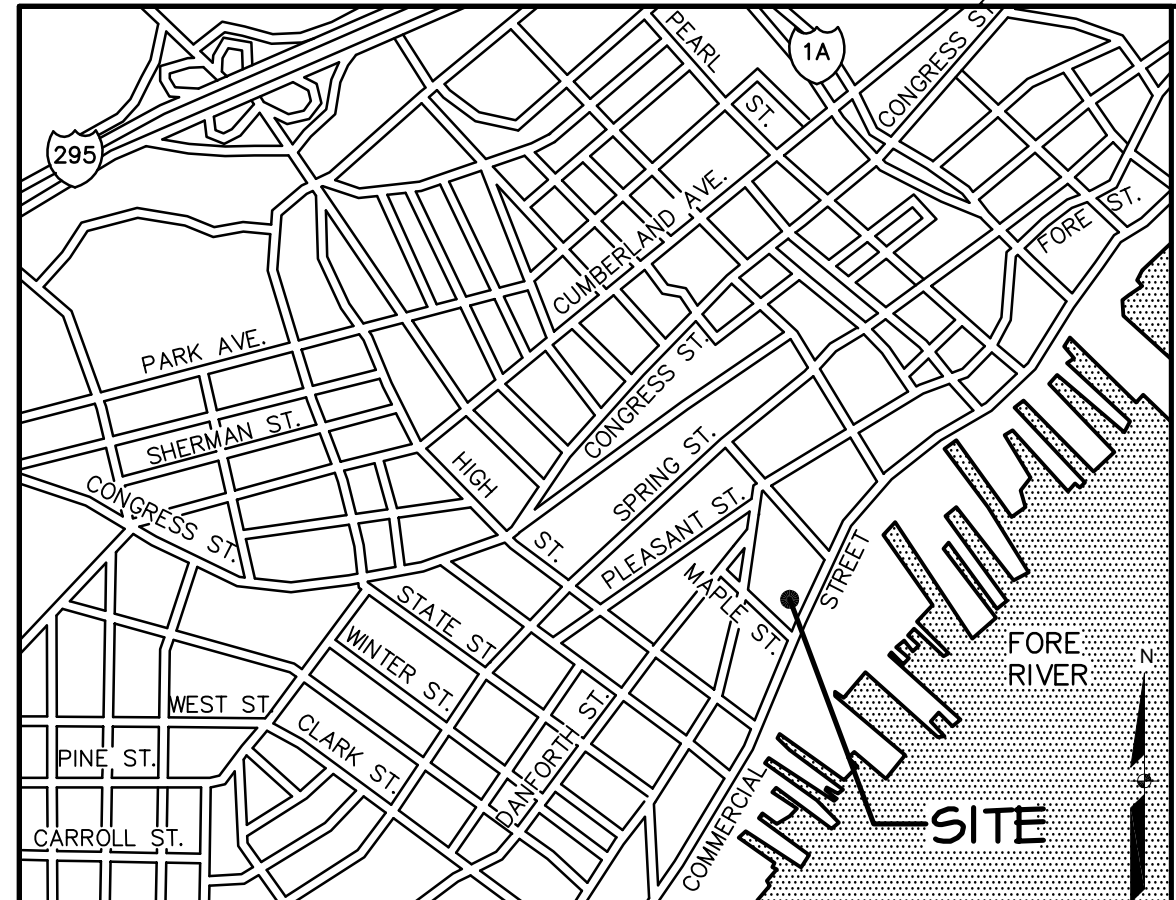 CONGRESS ST
PEARL
ST.
1A
295
CUMBERLAND AVE.
FORE ST.
PARK AVE.
SHERMAN ST.
CONGRESS ST.
CONGRESS ST.
HIGH
ST.
SPRING ST.
PLEASANT ST.
MAPLE ST.
STREET
COMMERCIAL
STATE ST
WINTER ST.
WEST ST
CLARK ST.
DANFORTH ST.
PINE ST.
CARROLL ST.
FORE
RIVER
N
SITE